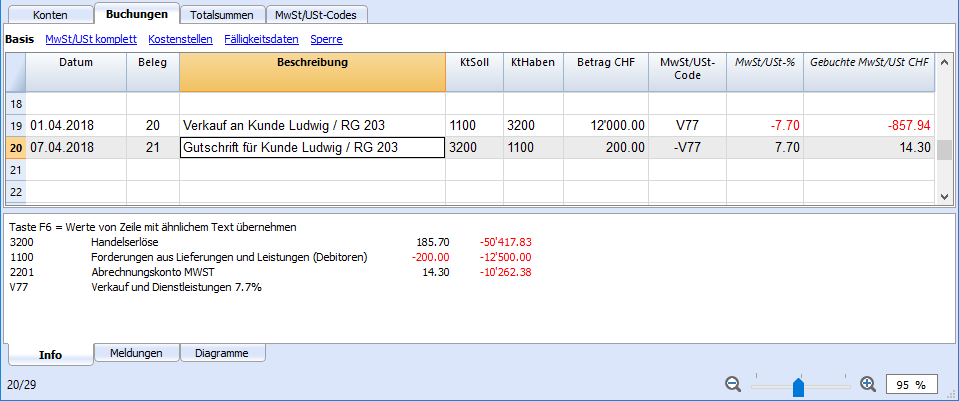 Konten Buchungen Totalsummen MwSt/USt-Codes
Basis MwSt/USt komplett Kostenstellen Fälligkeitsdaten Sperre
Datum Beleg Beschreibung KtSoll KtHaben Betrag CHF MwSt/USt- MwSt/USt-% Gebuchte MwSt/USt CHF
Code
18
19 01.04.2018 20 Verkauf an Kunde Ludwig / RG 203 1100 3200 12'000.00 V77 -7.70 -857.94
20 07.04.2018 21 Gutschrift für Kunde Ludwig / RG 203 3200 1100 200.00 -V77 7.70 14.30
21
22
Taste F6 = Werte von Zeile mit ähnlichem Text übernehmen
3200 Handelserlöse 185.70 -50'417.83
1100 Forderungen aus Lieferungen und Leistungen (Debitoren) -200.00 -12'500.00
2201 Abrechnungskonto MWST 14.30 -10'262.38
V77 Verkauf und Dienstleistungen 7.7%
Info Meldungen Diagramme
20/29 95 %